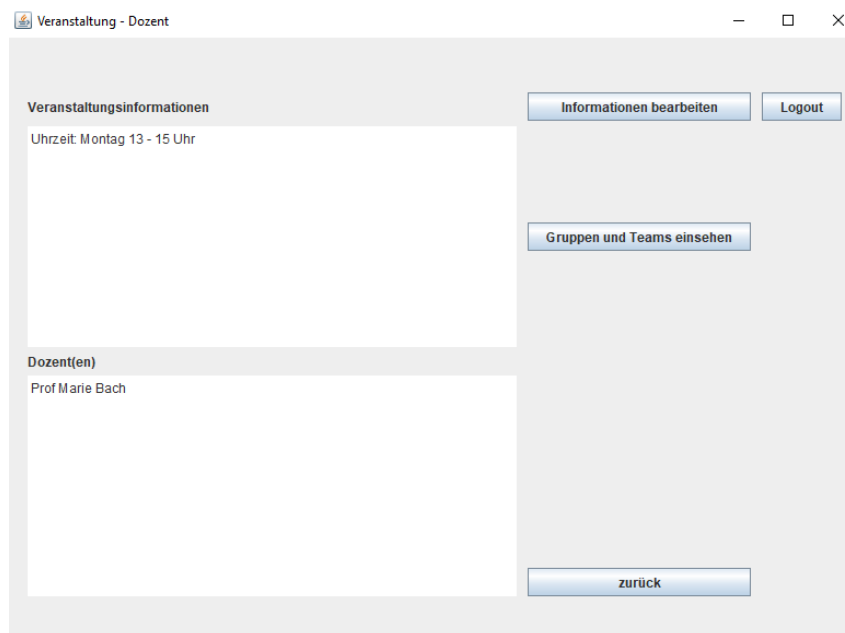 Veranstaltung - Dozent
Veranstaltungsinformationen
Informationen bearbeiten
Logout
Uhrzeit: Montag 13 - 15 Uhr
Gruppen und Teams einsehen
Dozent(en)
Prof Marie Bach
zurück